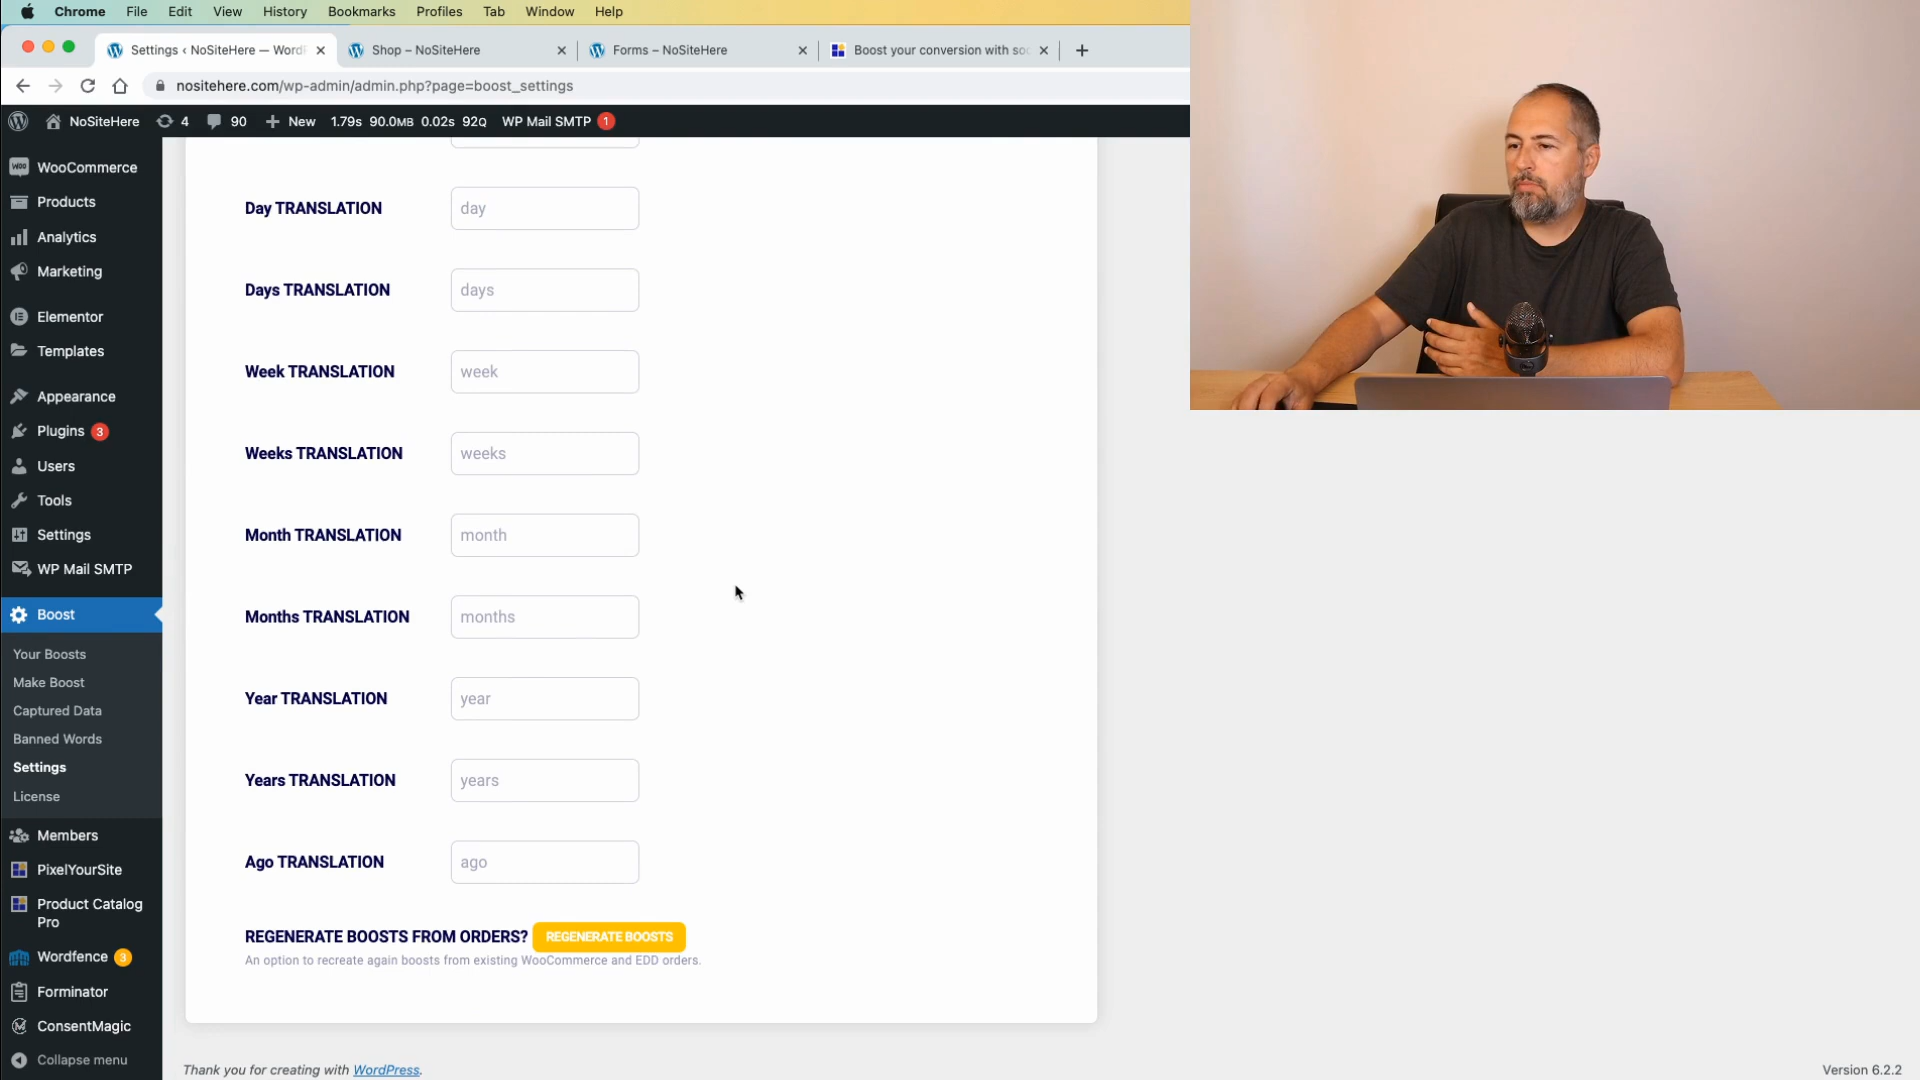 Chrome File Edit View History Bookmarks Profiles Tab Window Help
Settings ‹ NoSiteHere — Word
Shop – NoSiteHere
Forms – NoSiteHere
Boost your conversion with so
nositehere.com/wp-admin/admin.php?page=boost_settings
NoSiteHere 4 90 New 1.79s 90.0MB 0.02s 92Q WP Mail SMTP 1
WooCommerce
Products
Analytics
Marketing
Elementor
Templates
Appearance
Plugins 3
Users
Tools
Settings
WP Mail SMTP
Boost
Your Boosts
Make Boost
Captured Data
Banned Words
Settings
License
Members
PixelYourSite
Product Catalog
Pro
Wordfence 3
Forminator
ConsentMagic
Collapse menu
Day TRANSLATION day
Days TRANSLATION days
Week TRANSLATION week
Weeks TRANSLATION weeks
Month TRANSLATION month
Months TRANSLATION months
Year TRANSLATION year
Years TRANSLATION years
Ago TRANSLATION ago
REGENERATE BOOSTS FROM ORDERS? REGENERATE BOOSTS
An option to recreate again boosts from existing WooCommerce and EDD orders.
Thank you for creating with WordPress.
Version 6.2.2